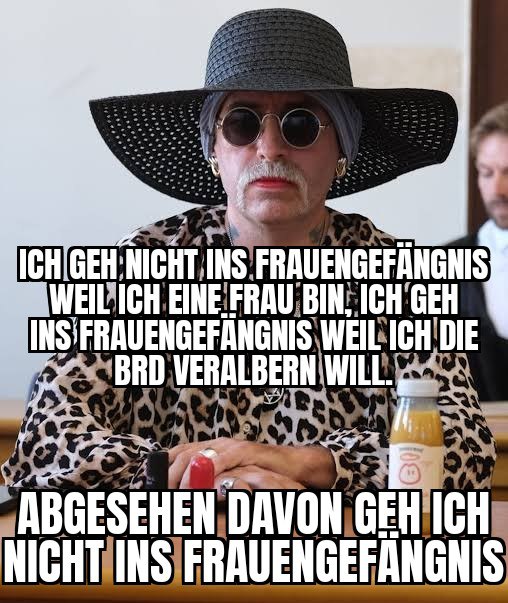 ICH GEH NICHT INS FRAUENGEFÄNGNIS
WEIL ICH EINE FRAU BIN, ICH GEH
INS FRAUENGEFÄNGNIS WEIL ICH DIE
BRD VERALBERN WILL.
ABGESEHEN DAVON GEH ICH
NICHT INS FRAUENGEFÄNGNIS